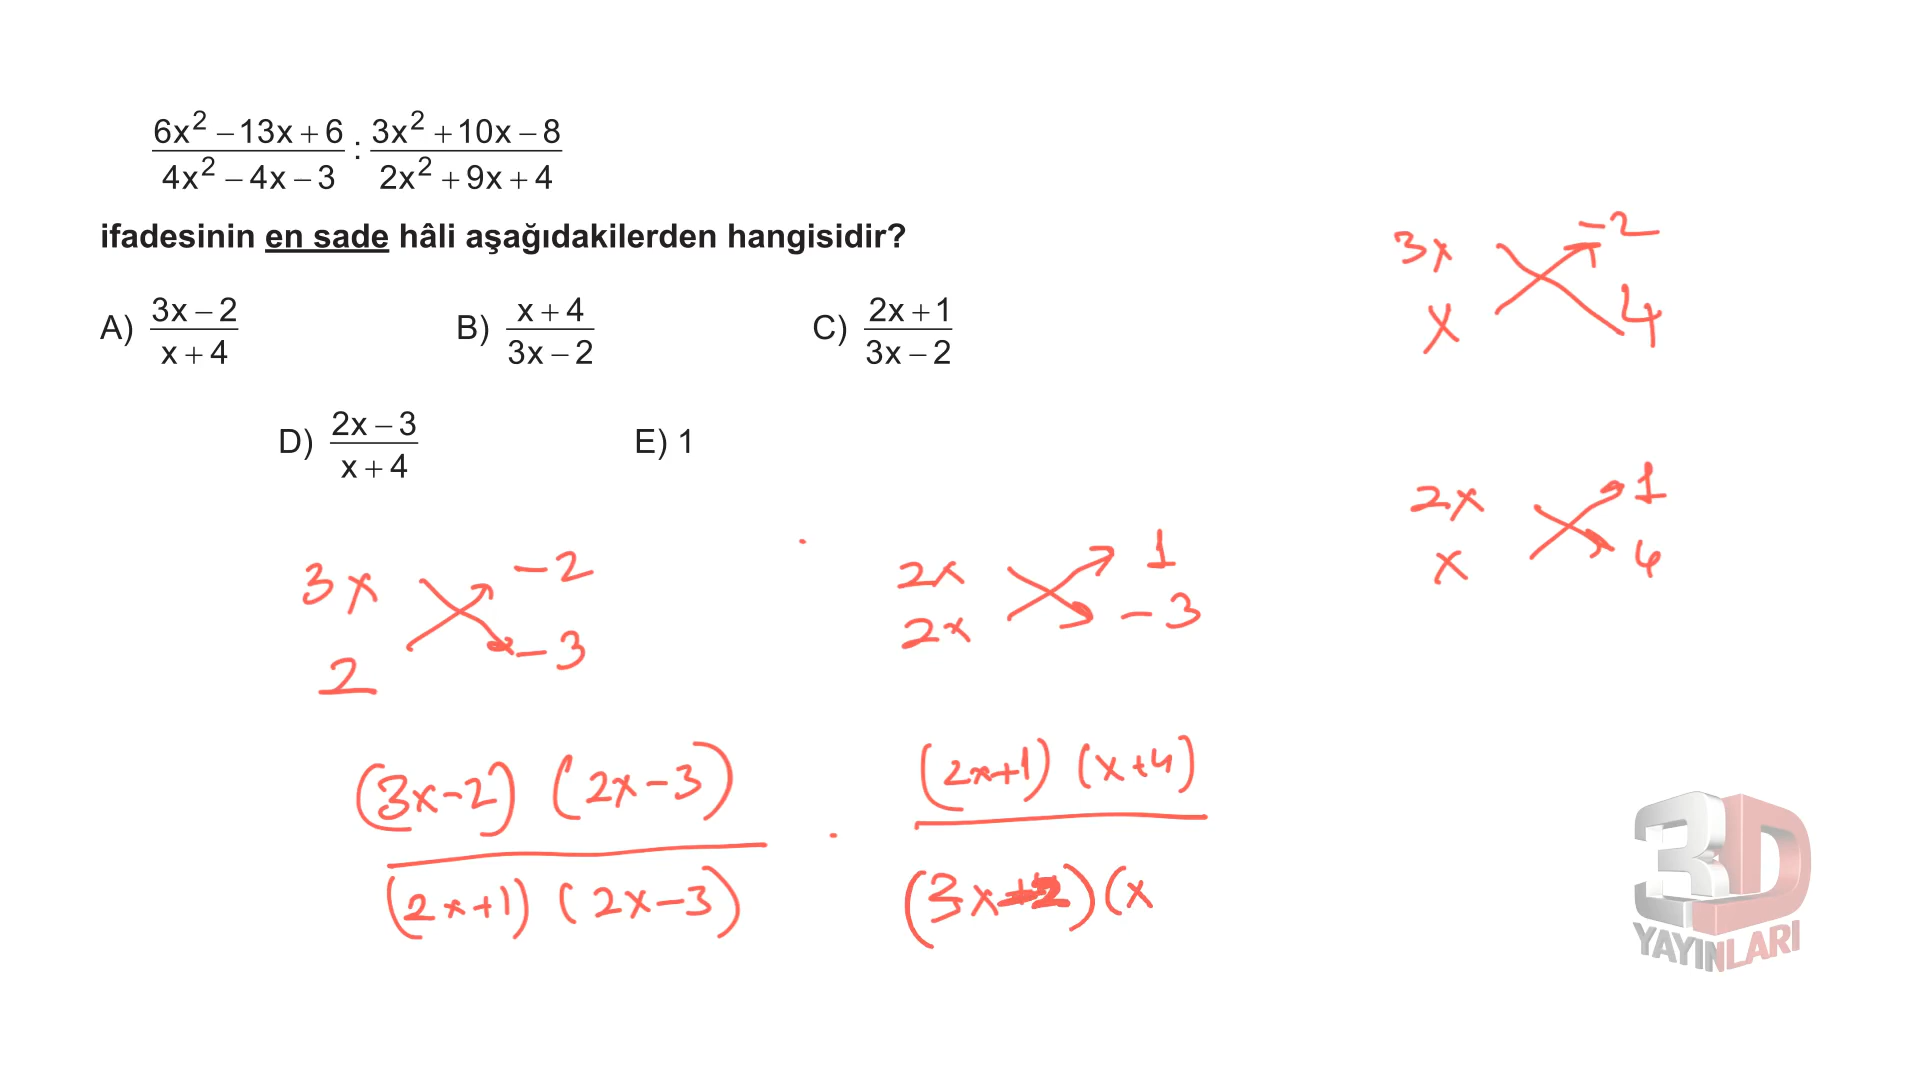 6x² − 13x + 6 / 4x² − 4x − 3 : 3x² + 10x − 8 / 2x² + 9x + 4
ifadesinin en sade hâli aşağıdakilerden hangisidir?
A) 3x − 2 / x + 4 B) x + 4 / 3x − 2 C) 2x + 1 / 3x − 2
D) 2x − 3 / x + 4 E) 1
3x -2
x 4
2x 1
x 4
3x -2
2 -3
2x 1
2x -3
(3x-2) (2x-3) / (2x+1) (2x-3) . (2x+1) (x+4) / (3x-2)(x
3D
YAYINLARI